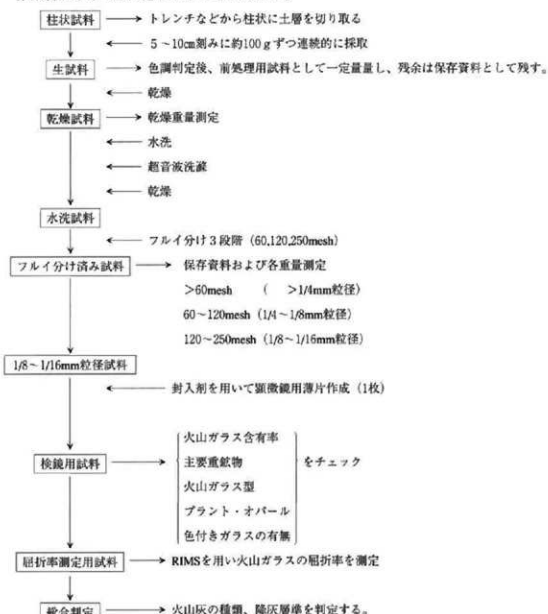 柱状試料 トレンチなどから柱状に土層を切り取る
5~10㎝刻みに約100gずつ連続的に採取
生試料 色調判定後、前処理用試料として一定量量し、残余は保存資料として残す。
乾燥
乾燥試料 乾燥重量測定
水洗
超音波洗滌
乾燥
水洗試料
フルイ分け3段階 (60,120,250mesh)
フルイ分け済み試料 保存資料および各重量測定
>60mesh ( >1/4mm粒径)
60~120mesh (1/4~1/8mm粒径)
120~250mesh (1/8~1/16mm粒径)
1/8~1/16mm粒径試料
封入剤を用いて顕微鏡用薄片作成 (1枚)
火山ガラス含有率
検鏡用試料 主要重鉱物 をチェック
火山ガラス型
プラント・オパール
色付きガラスの有無
屈折率測定用試料 RIMSを用い火山ガラスの屈折率を測定
総合判定 火山灰の種類、降灰層準を判定する。